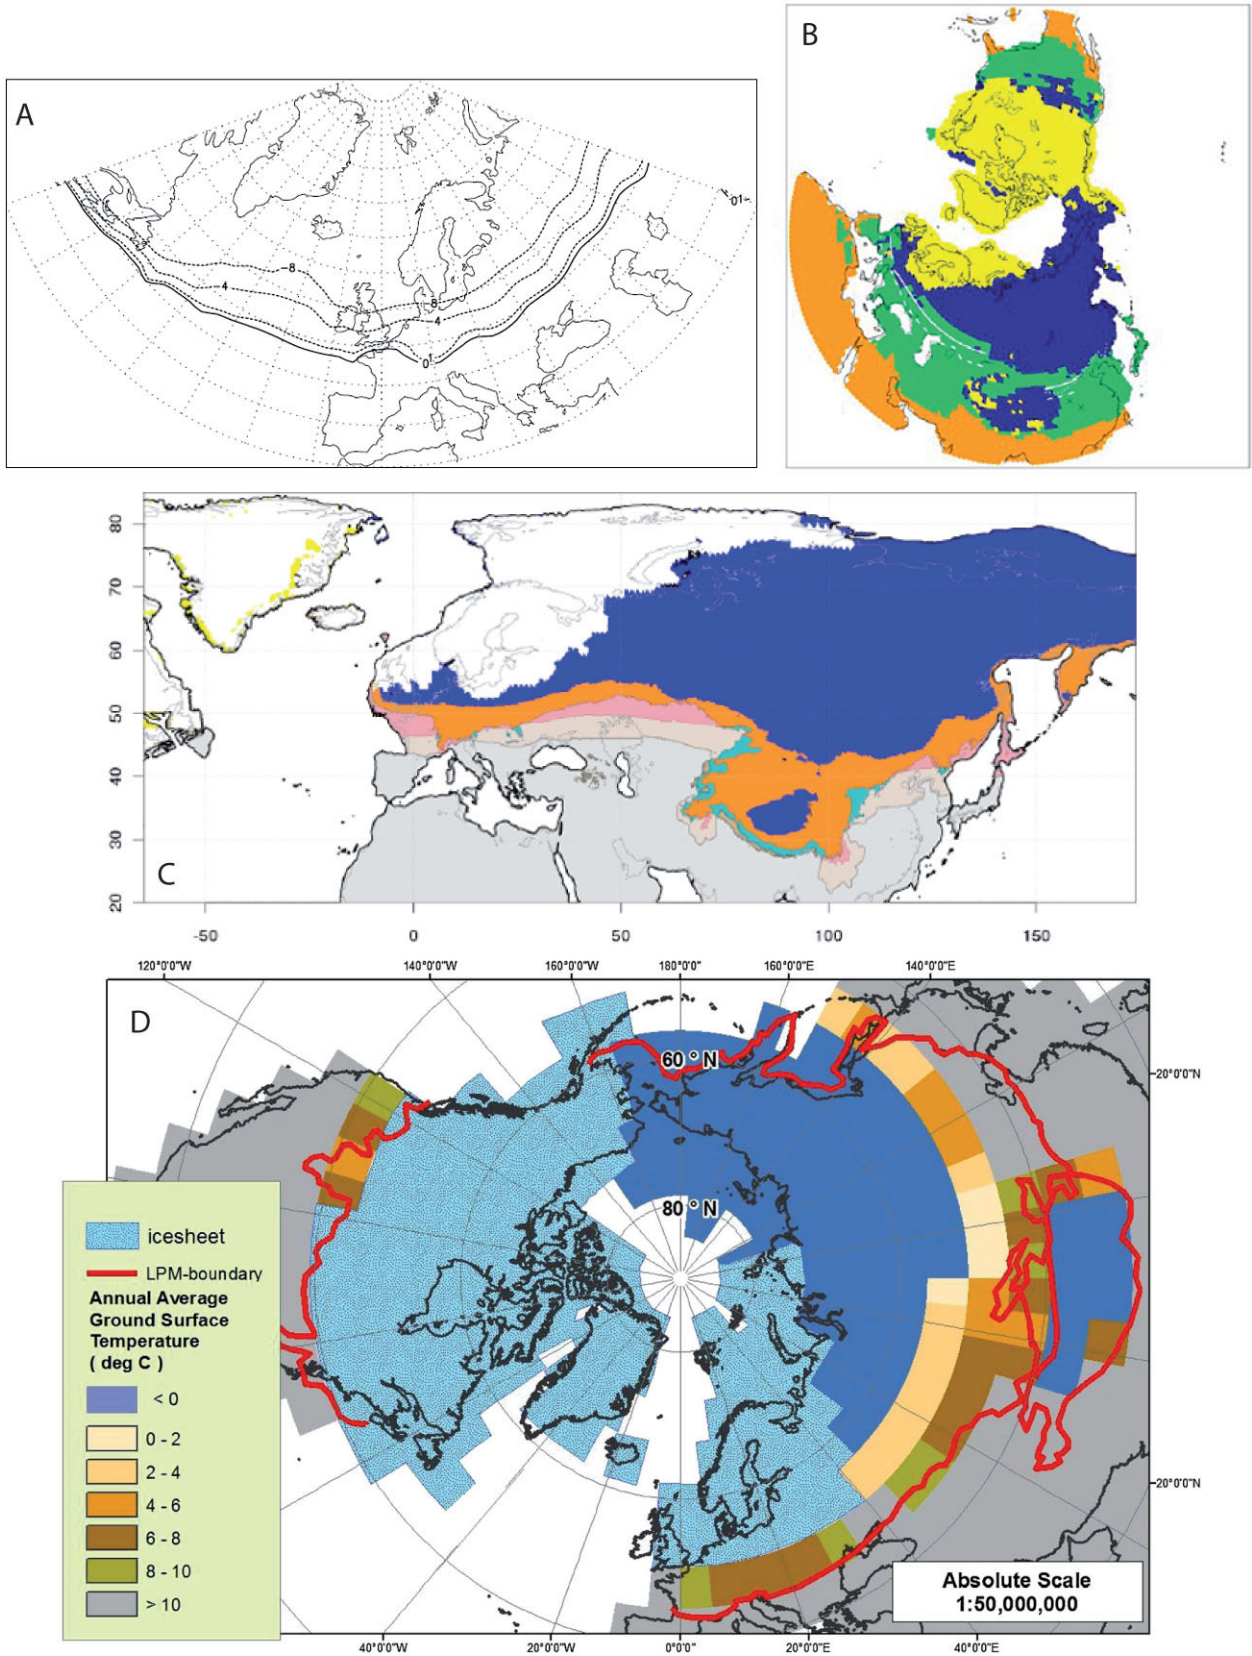 A
B
-8
4
8
4
0
1
01
80
70
60
50
40
30
20
C
-50
0
50
100
150
120°0'0"W
140°0'0"W
160°0'0"W
180°0'0"
160°0'0"E
140°0'0"E
D
60 ° N
20°0'0"N
80 ° N
icesheet
LPM-boundary
Annual Average
Ground Surface
Temperature
( deg C )
< 0
0 - 2
2 - 4
4 - 6
6 - 8
8 - 10
> 10
20°0'0"N
Absolute Scale
1:50,000,000
40°0'0"W
20°0'0"W
0°0'0"
20°0'0"E
40°0'0"E